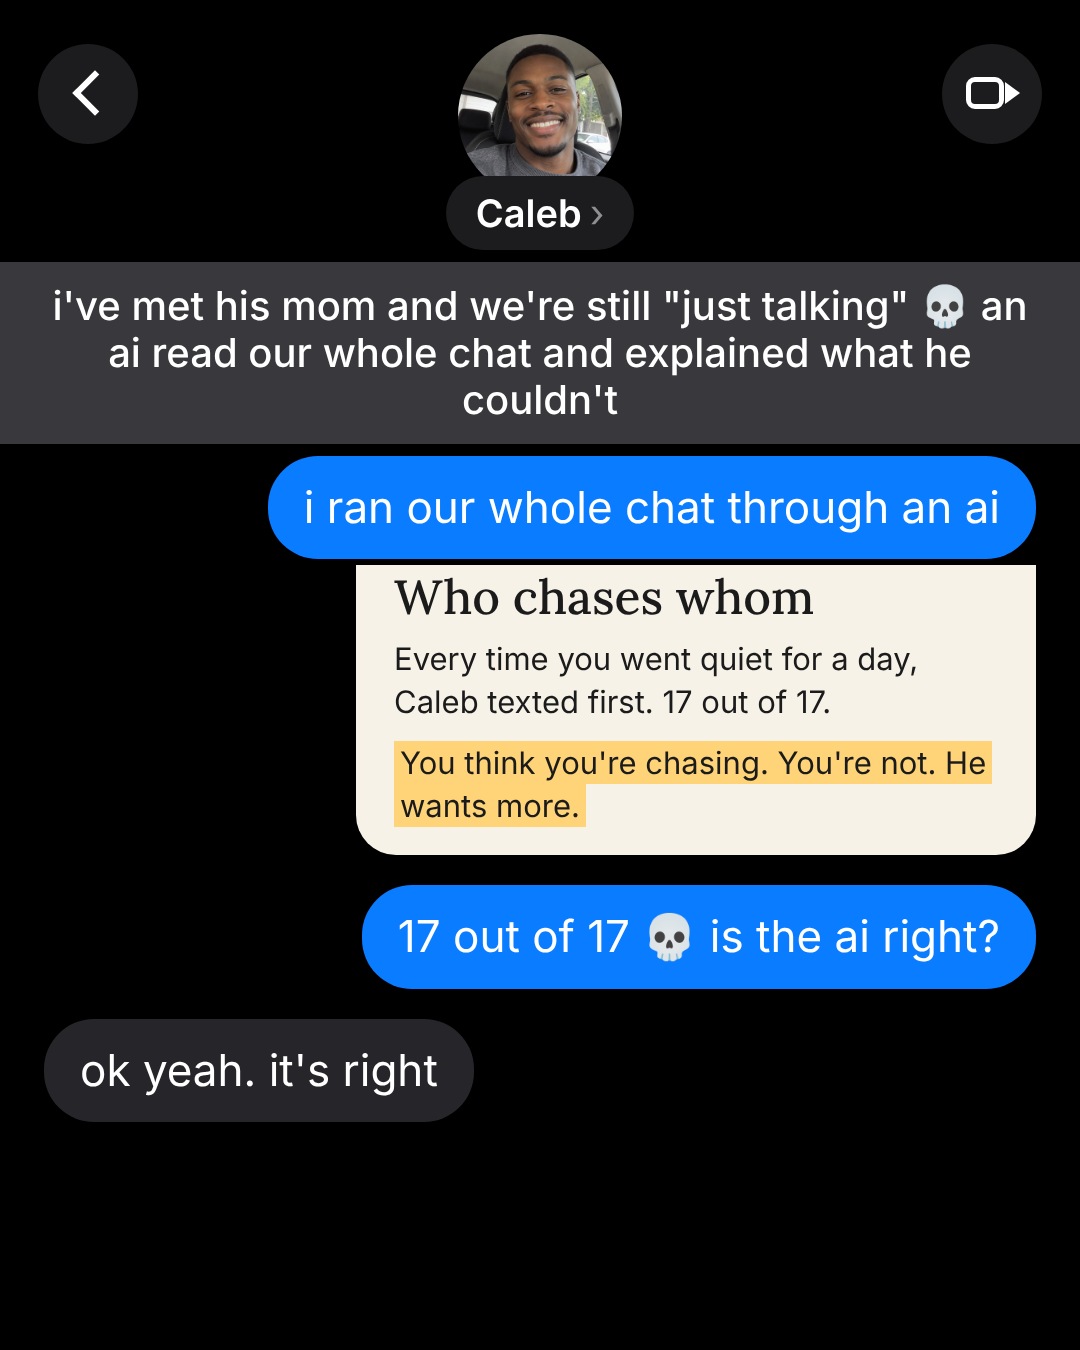 Caleb ›
i've met his mom and we're still "just talking" 💀 an
ai read our whole chat and explained what he
couldn't
i ran our whole chat through an ai
Who chases whom
Every time you went quiet for a day,
Caleb texted first. 17 out of 17.
You think you're chasing. You're not. He
wants more.
17 out of 17 💀 is the ai right?
ok yeah. it's right